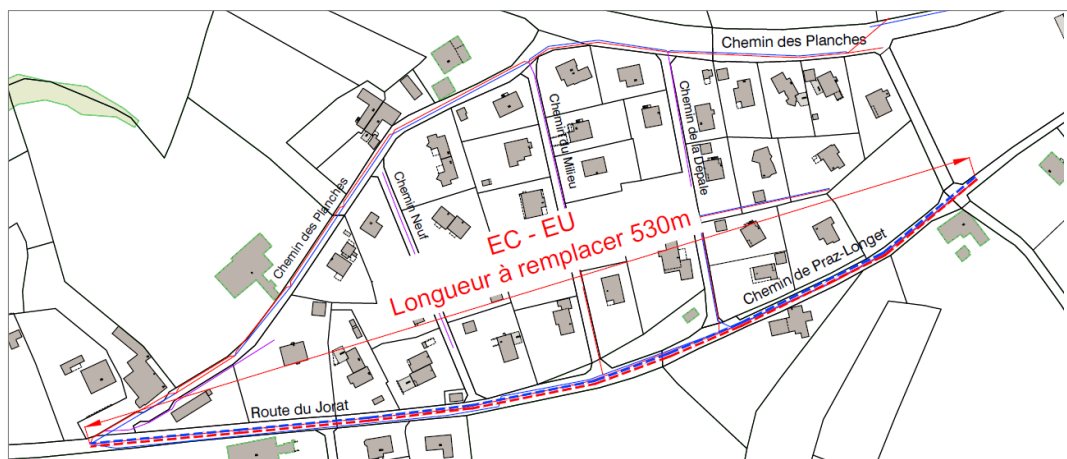 Chemin des Planches
Chemin du Milieu
Chemin de la Dépale
Chemin des Planches
Chemin Neuf
EC - EU
Longueur à remplacer 530m
Chemin de Praz-Longet
Route du Jorat